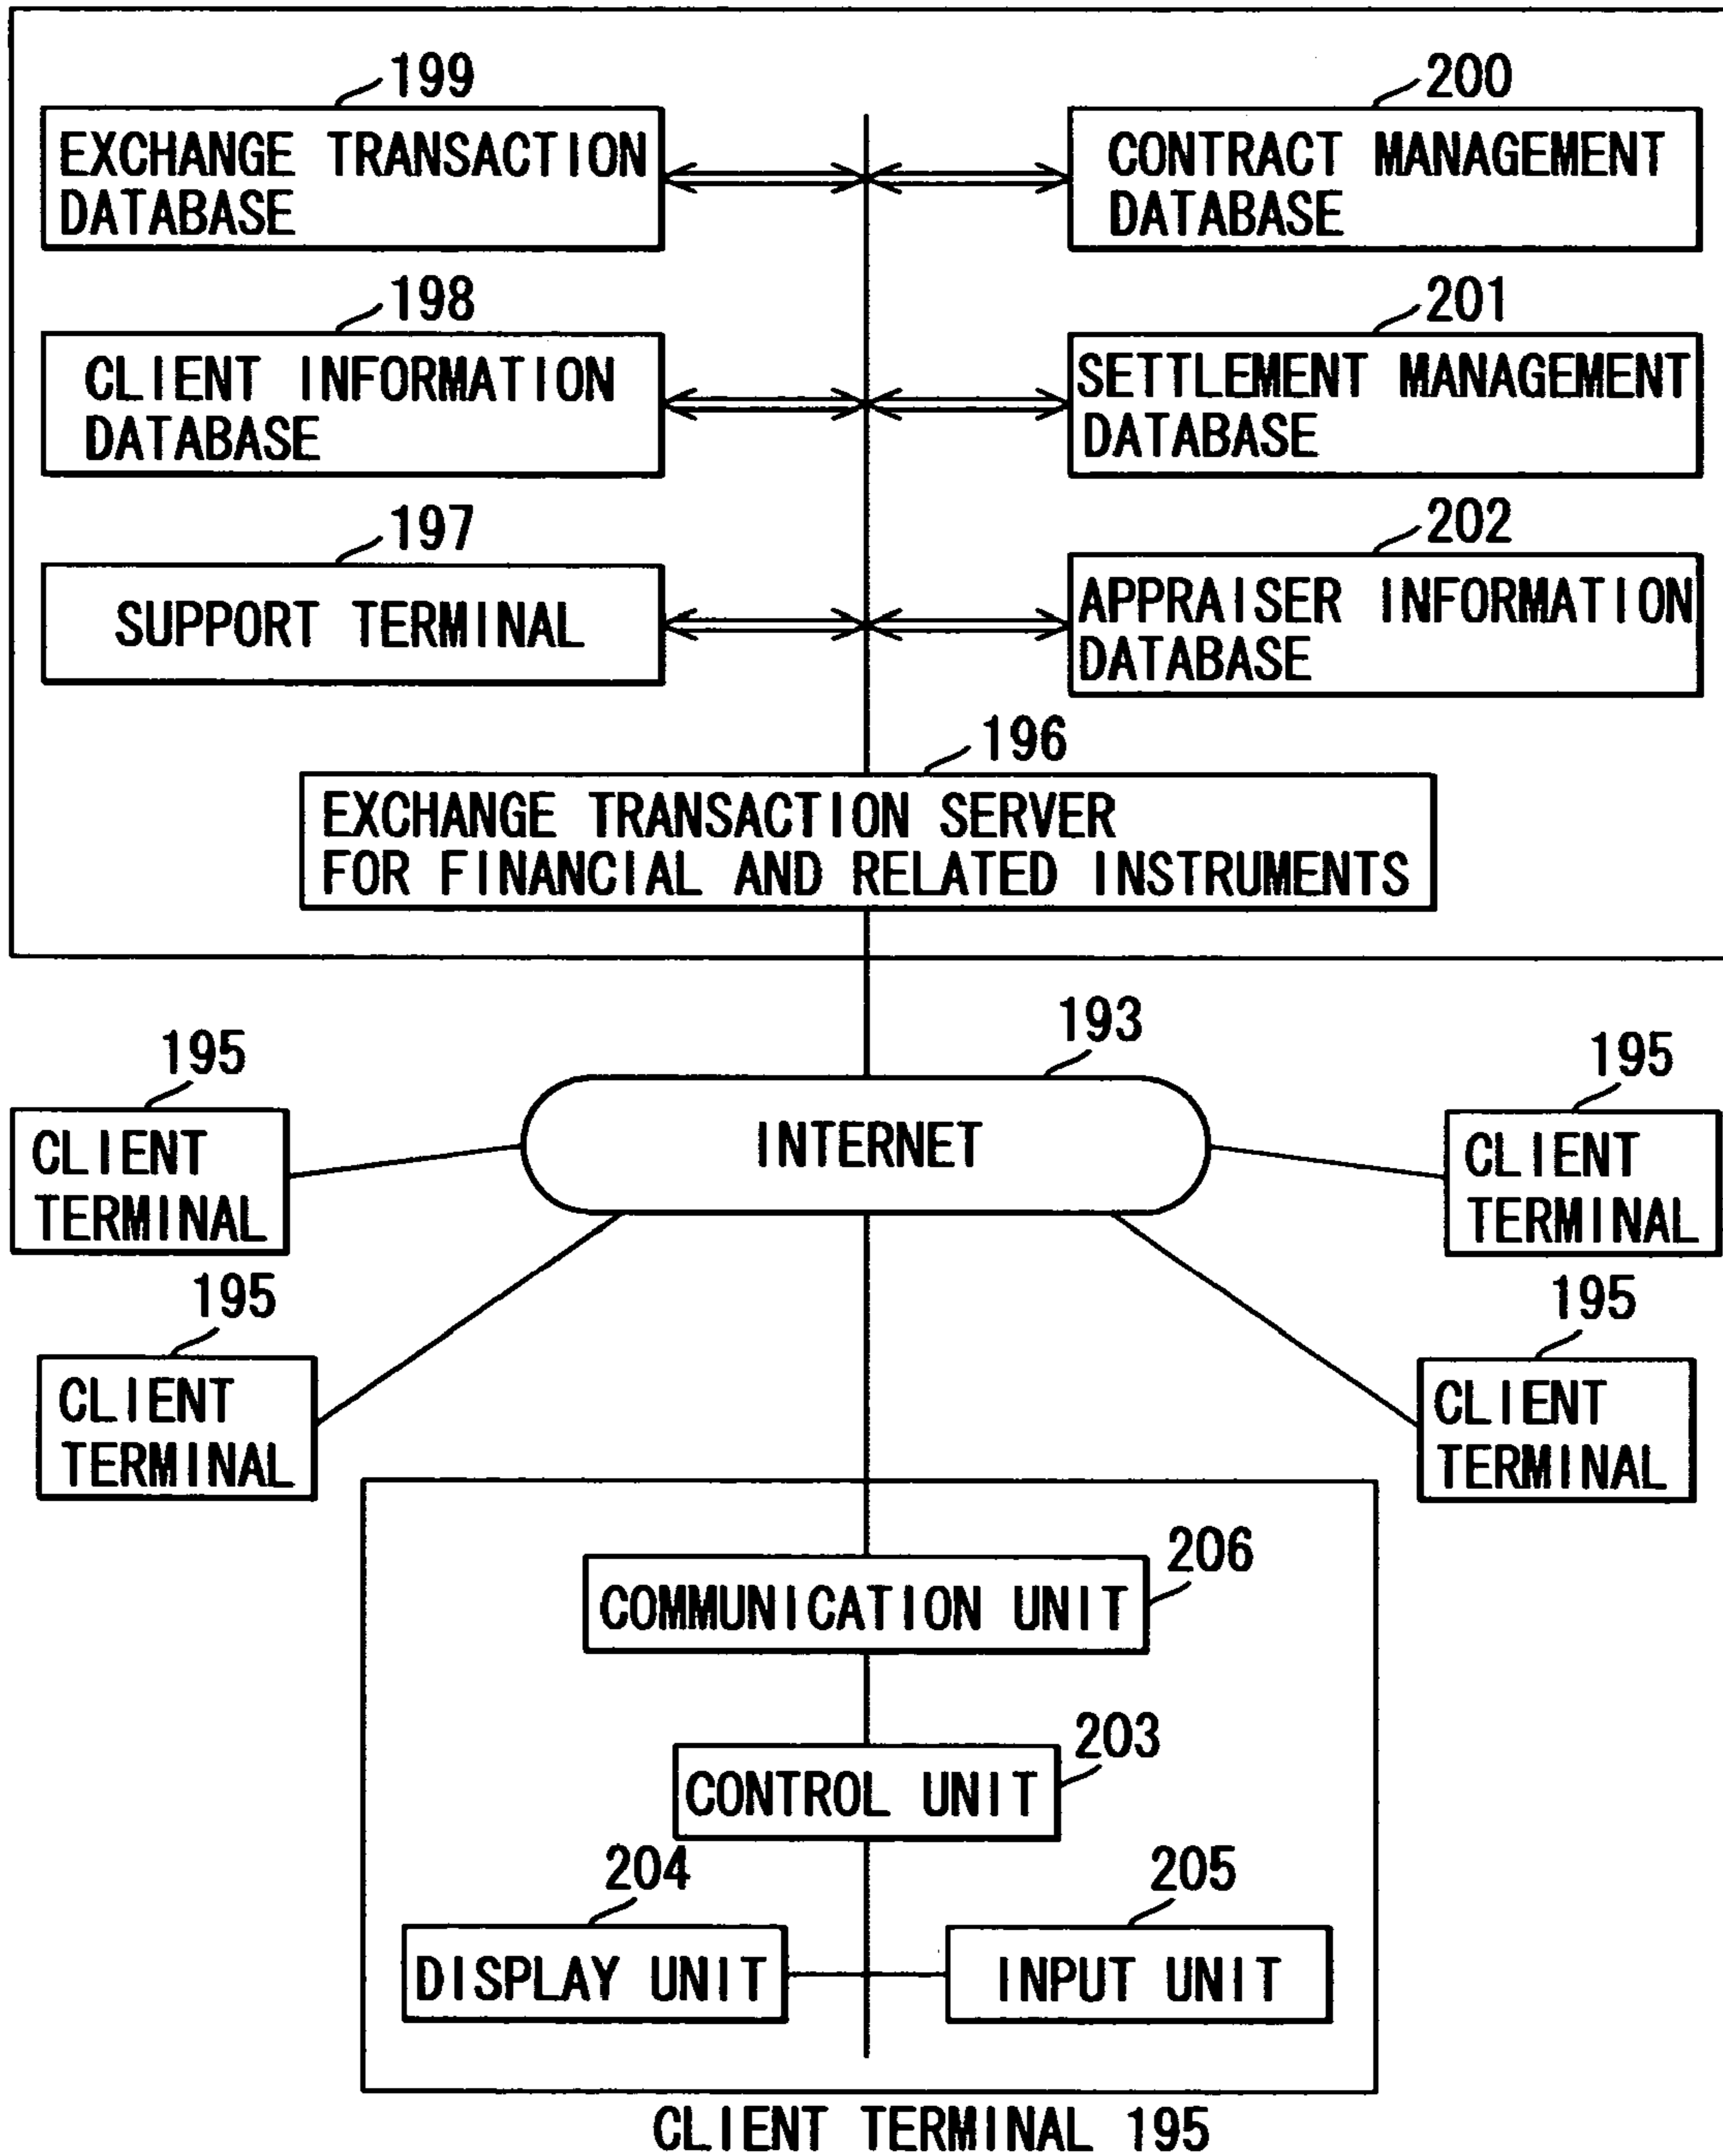 199
EXCHANGE TRANSACTION
DATABASE
200
CONTRACT MANAGEMENT
DATABASE
198
CLIENT INFORMATION
DATABASE
201
SETTLEMENT MANAGEMENT
DATABASE
197
SUPPORT TERMINAL
202
APPRAISER INFORMATION
DATABASE
196
EXCHANGE TRANSACTION SERVER
FOR FINANCIAL AND RELATED INSTRUMENTS
193
INTERNET
195
CLIENT
TERMINAL
195
CLIENT
TERMINAL
195
CLIENT
TERMINAL
195
CLIENT
TERMINAL
206
COMMUNICATION UNIT
203
CONTROL UNIT
204
DISPLAY UNIT
205
INPUT UNIT
CLIENT TERMINAL 195